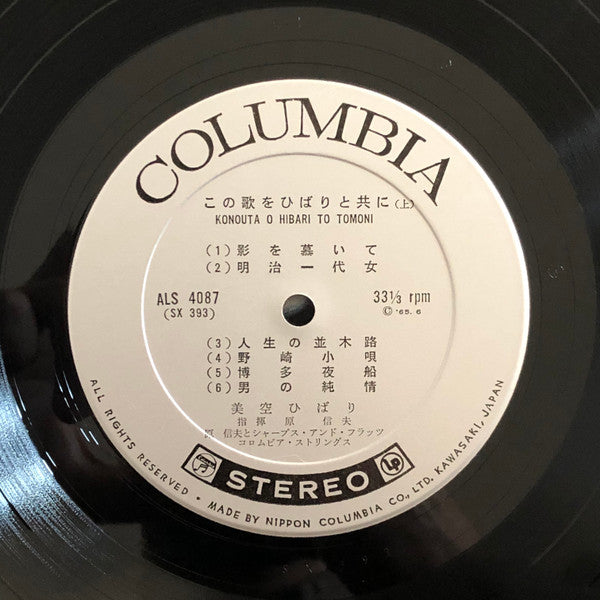 COLUMBIA
この歌をひばりと共に(上)
KONOUTA O HIBARI TO TOMONI
(1) 影を慕いて
(2) 明治一代女
ALS 4087
(SX 393)
33⅓ rpm
Ⓒ '65. 6
(3) 人生の並木路
(4) 野崎小唄
(5) 博多夜船
(6) 男の純情
美空ひばり
指揮 原信夫
原 信夫とシャープス・アンド・フラッツ
コロムビア・ストリングス
STEREO
LP
ALL RIGHTS RESERVED • MADE BY NIPPON COLUMBIA CO., LTD. KAWASAKI, JAPAN